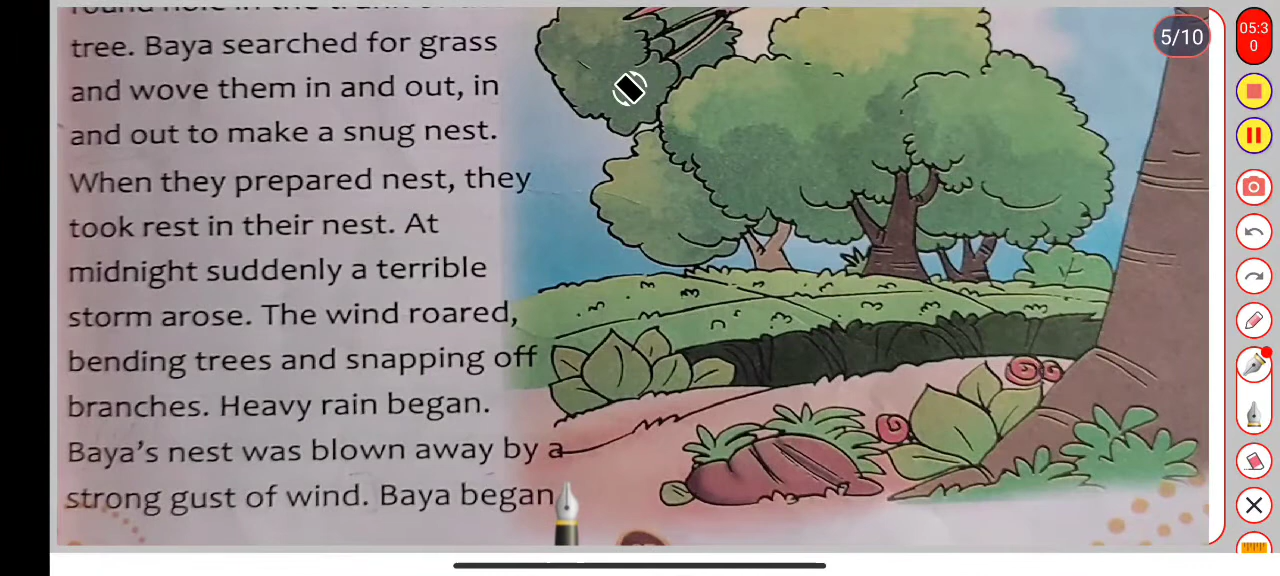 tree. Baya searched for grass
and wove them in and out, in
and out to make a snug nest.
When they prepared nest, they
took rest in their nest. At
midnight suddenly a terrible
storm arose. The wind roared,
bending trees and snapping off
branches. Heavy rain began.
Baya's nest was blown away by a
strong gust of wind. Baya began
5/10
05:3
0